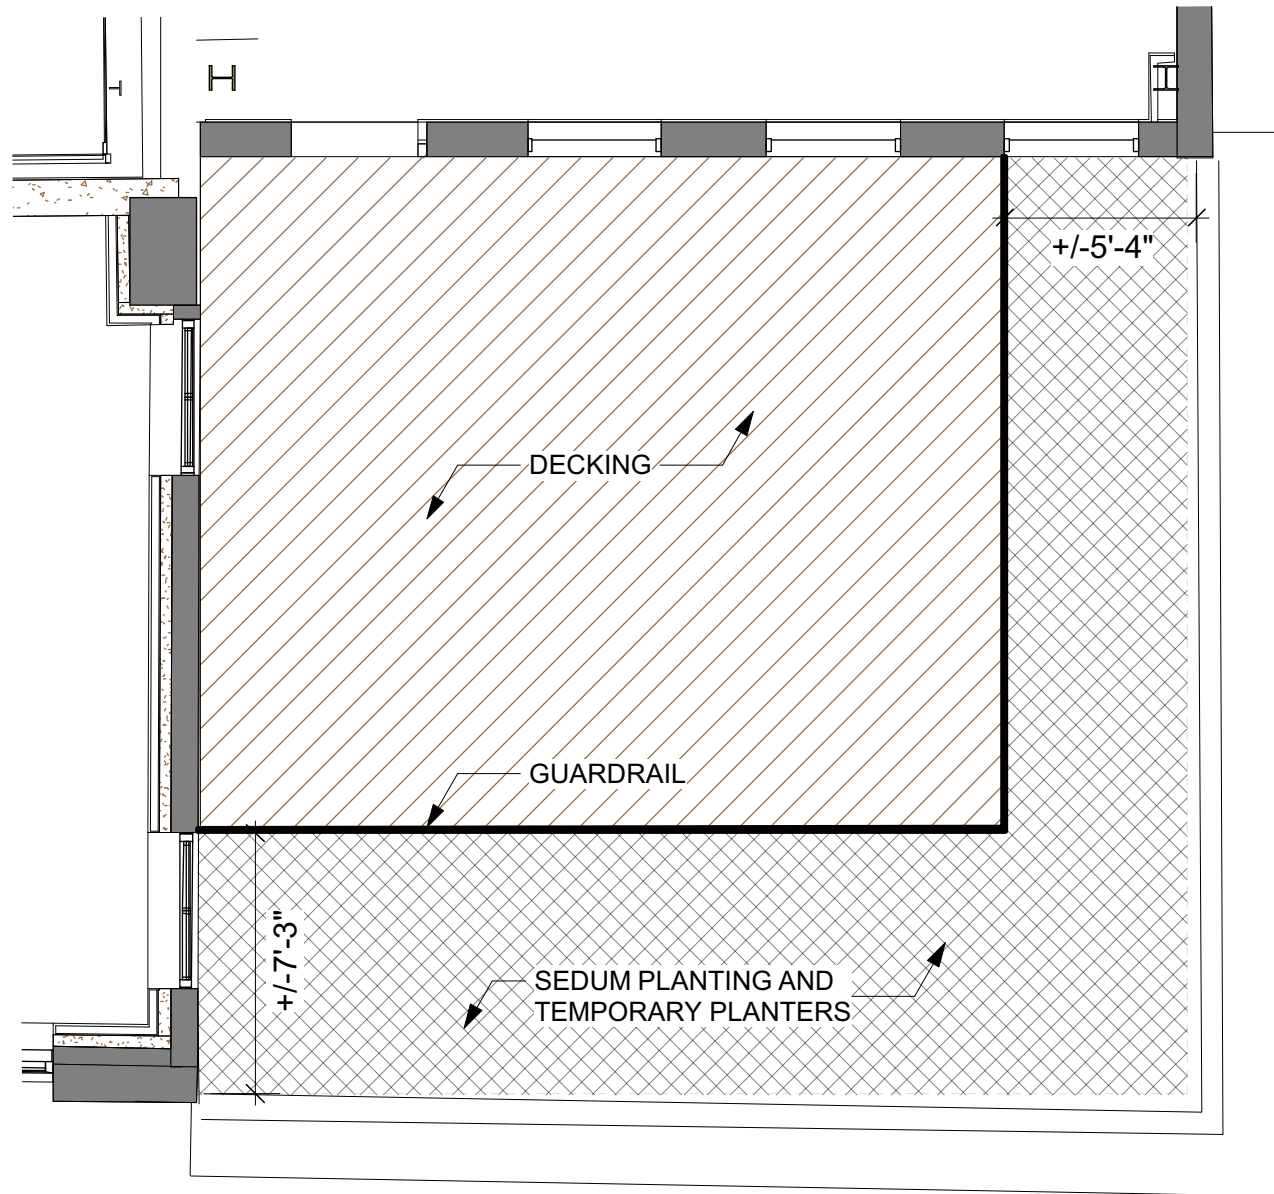 +/-5'-4"
DECKING
GUARDRAIL
+/-7'-3"
SEDUM PLANTING AND
TEMPORARY PLANTERS